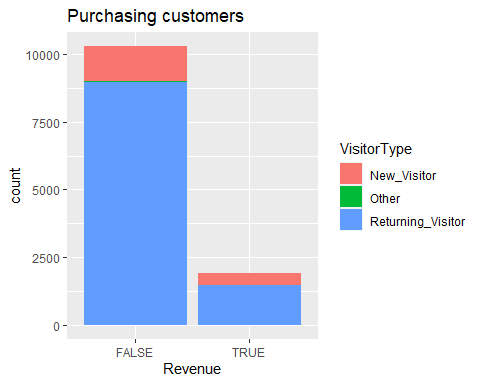 Purchasing customers
10000
7500
5000
2500
0
count
FALSE TRUE
Revenue
VisitorType
New_Visitor
Other
Returning_Visitor